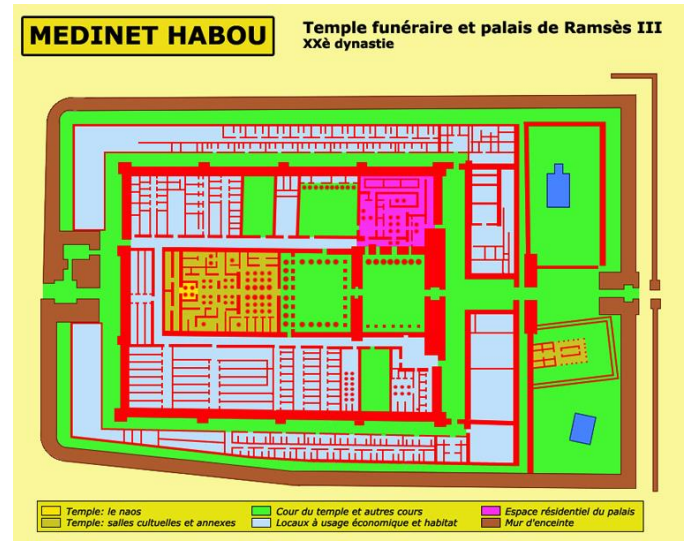 MEDINET HABOU
Temple funéraire et palais de Ramsès III
XXè dynastie
Temple: le naos
Temple: salles cultuelles et annexes
Cour du temple et autres cours
Locaux à usage économique et habitat
Espace résidentiel du palais
Mur d'enceinte